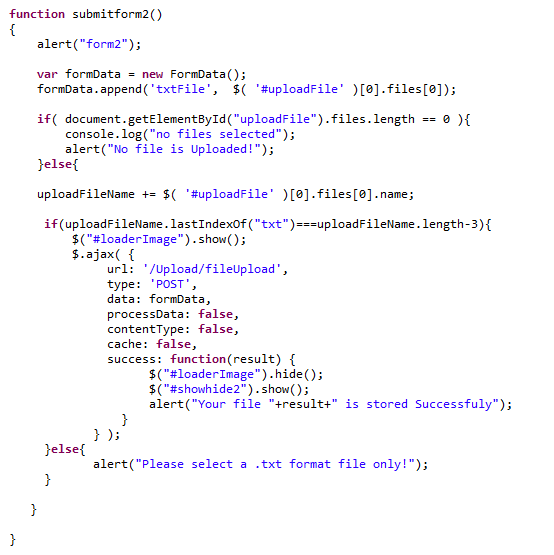 function submitform2()
{
    alert("form2");

    var formData = new FormData();
    formData.append('txtFile',  $( '#uploadFile' )[0].files[0]);

    if( document.getElementById("uploadFile").files.length == 0 ){
        console.log("no files selected");
        alert("No file is Uploaded!");
    }else{

    uploadFileName += $( '#uploadFile' )[0].files[0].name;

     if(uploadFileName.lastIndexOf("txt")===uploadFileName.length-3){
         $("#loaderImage").show();
         $.ajax( {
              url: '/Upload/fileUpload',
              type: 'POST',
              data: formData,
              processData: false,
              contentType: false,
              cache: false,
              success: function(result) {
                    $("#loaderImage").hide();
                    $("#showhide2").show();
                    alert("Your file "+result+" is stored Successfuly");
                }
            } );
     }else{
            alert("Please select a .txt format file only!");
     }

   }

}